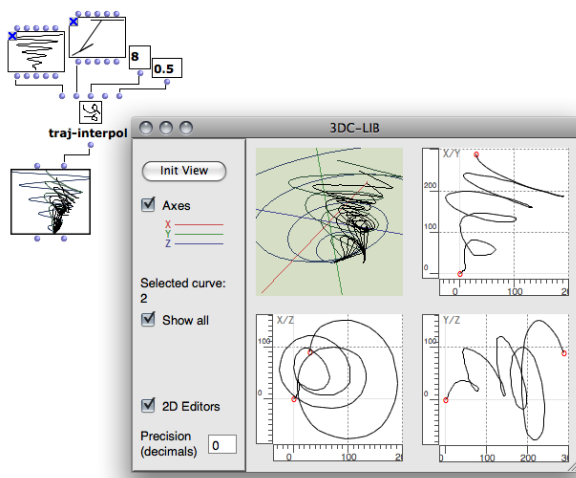 8
0.5
traj-interpol
3DC-LIB
Init View
Axes
X
Y
Z
Selected curve:
2
Show all
2D Editors
Precision
(decimals)
0
X/Y
200
100
0
0
100
X/Z
100
0
0
100
Y/Z
100
0
0
100
200